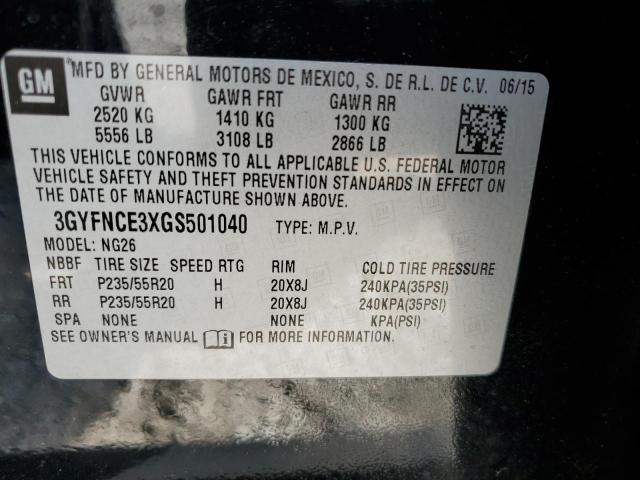 GM
®MFD BY GENERAL MOTORS DE MEXICO, S. DE R.L. DE C.V. 06/15
GVWR GAWR FRT GAWR RR
2520 KG 1410 KG 1300 KG
5556 LB 3108 LB 2866 LB
THIS VEHICLE CONFORMS TO ALL APPLICABLE U.S. FEDERAL MOTOR
VEHICLE SAFETY AND THEFT PREVENTION STANDARDS IN EFFECT ON
THE DATE OF MANUFACTURE SHOWN ABOVE.
3GYFNCE3XGS501040 TYPE: M.P.V.
MODEL: NG26
NBBF TIRE SIZE SPEED RTG RIM COLD TIRE PRESSURE
FRT P235/55R20 H 20X8J 240KPA(35PSI)
RR P235/55R20 H 20X8J 240KPA(35PSI)
SPA NONE NONE KPA(PSI)
SEE OWNER'S MANUAL FOR MORE INFORMATION.